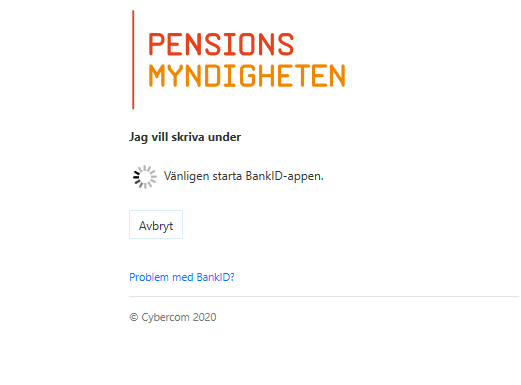 PENSIONS
MYNDIGHETEN
Jag vill skriva under
Vänligen starta BankID-appen.
Avbryt
Problem med BankID?
© Cybercom 2020